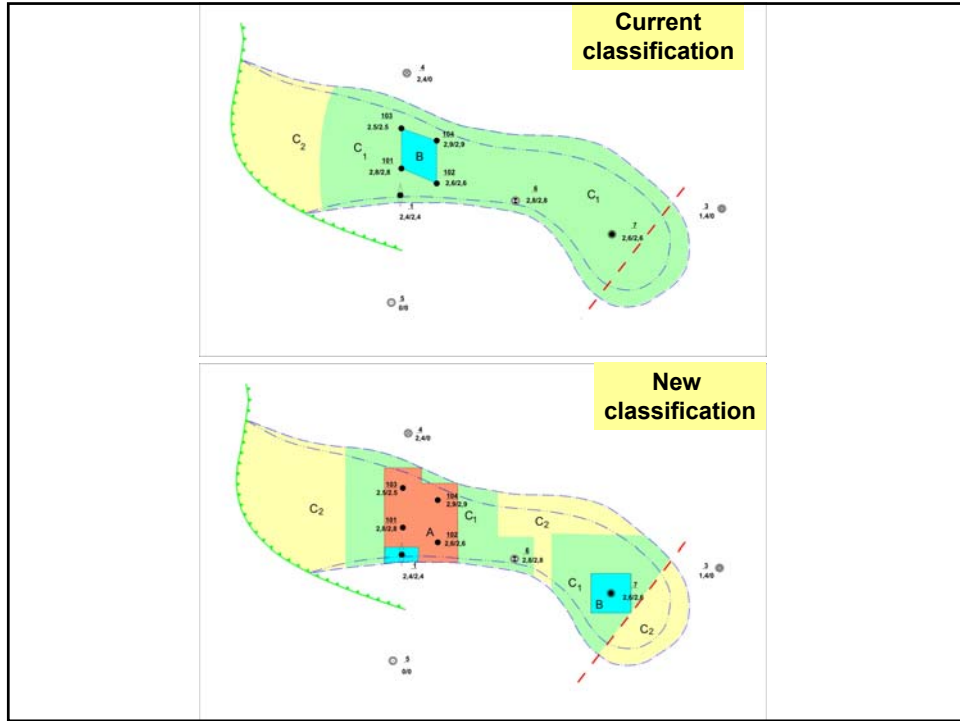 Current
classification
.4
2,4/0
103
2.5/2.5
104
2,9/2,9
C2
C1
B
101
2,8/2,8
102
2,6/2,6
.6
2,8/2,8
C1
.3
1,4/0
.1
2,4/2,4
.7
2,6/2,6
.5
0/0
New
classification
.4
2,4/0
103
2.5/2.5
104
2,9/2,9
C1
C2
C2
101
2,8/2,8
A
102
2,6/2,6
.6
2,8/2,8
.3
1,4/0
.1
2,4/2,4
C1
.7
2,6/2,6
B
C2
.5
0/0